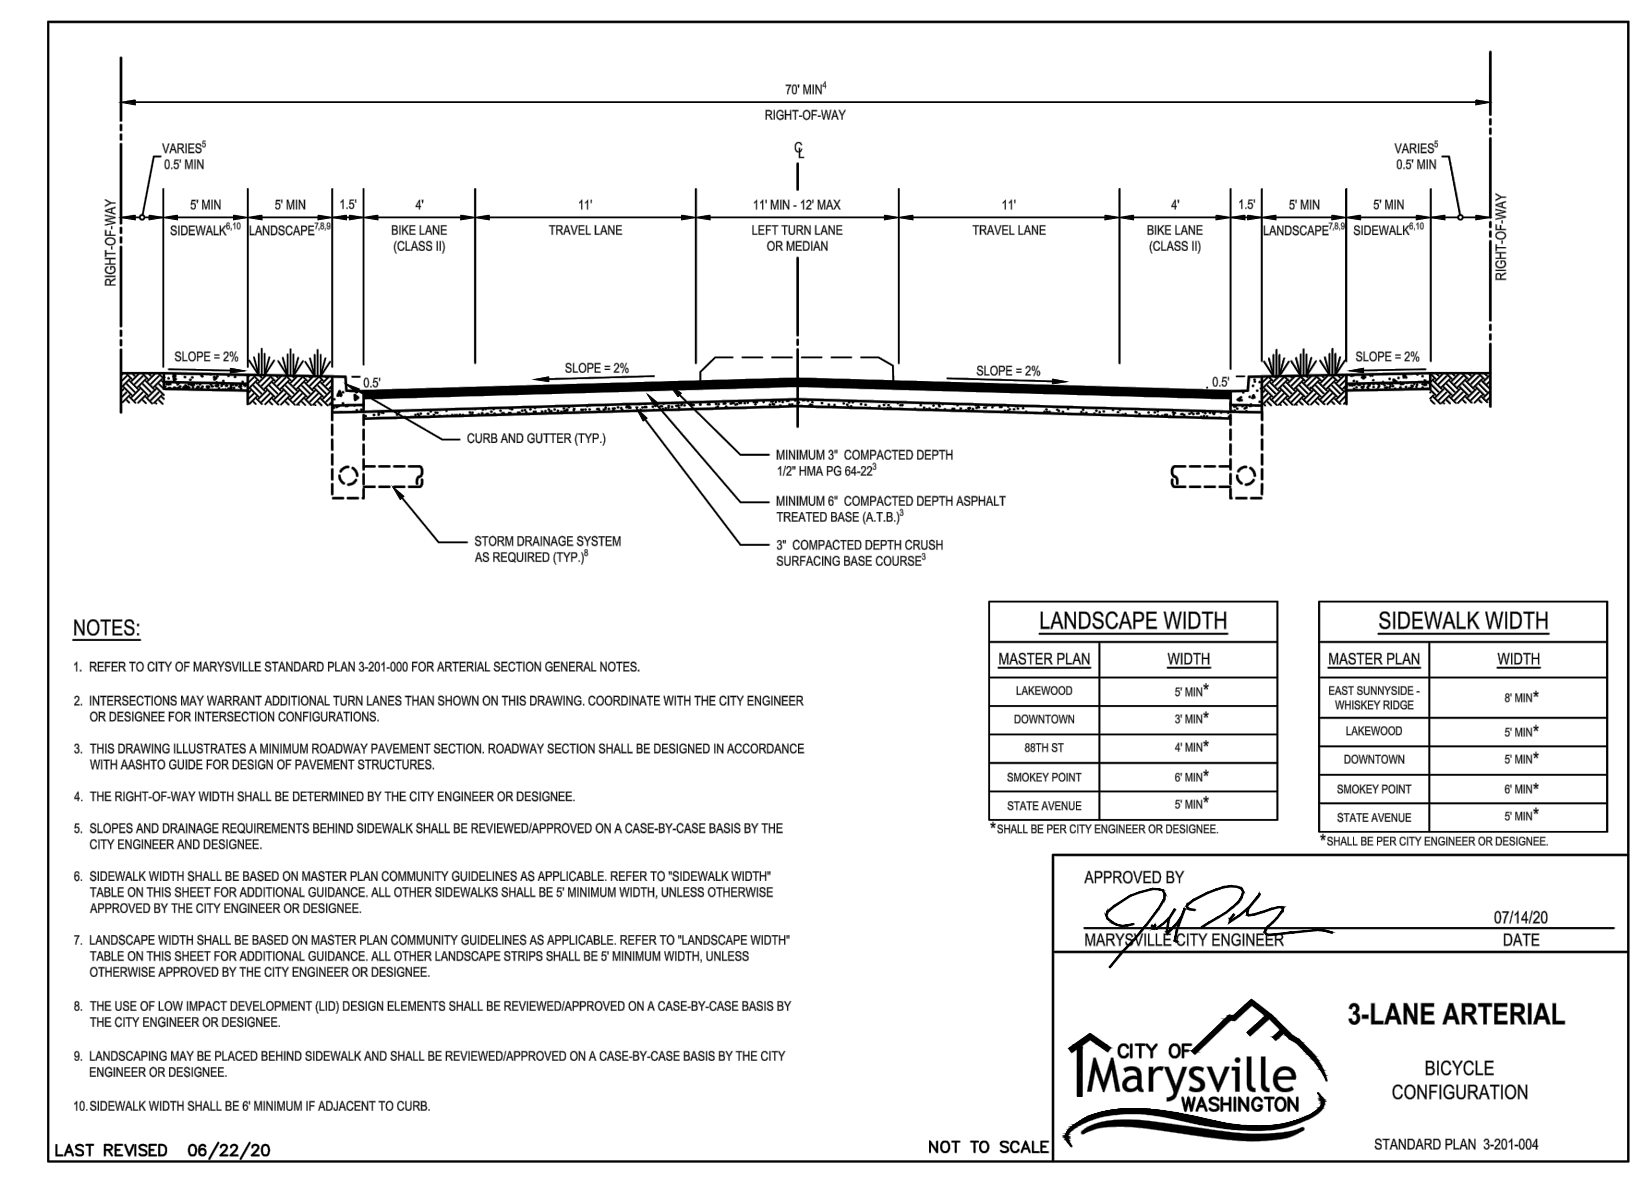 70' MIN4
RIGHT-OF-WAY
CL
VARIES5
0.5' MIN
VARIES5
0.5' MIN
RIGHT-OF-WAY
5' MIN
SIDEWALK6,10
5' MIN
LANDSCAPE7,8,9
1.5'
4'
BIKE LANE
(CLASS II)
11'
TRAVEL LANE
11' MIN - 12' MAX
LEFT TURN LANE
OR MEDIAN
11'
TRAVEL LANE
4'
BIKE LANE
(CLASS II)
1.5'
5' MIN
LANDSCAPE7,8,9
5' MIN
SIDEWALK6,10
RIGHT-OF-WAY
SLOPE = 2%
SLOPE = 2%
SLOPE = 2%
SLOPE = 2%
0.5'
0.5'
CURB AND GUTTER (TYP.)
MINIMUM 3" COMPACTED DEPTH
1/2" HMA PG 64-223
MINIMUM 6" COMPACTED DEPTH ASPHALT
TREATED BASE (A.T.B.)3
3" COMPACTED DEPTH CRUSH
SURFACING BASE COURSE3
STORM DRAINAGE SYSTEM
AS REQUIRED (TYP.)8
NOTES:
1. REFER TO CITY OF MARYSVILLE STANDARD PLAN 3-201-000 FOR ARTERIAL SECTION GENERAL NOTES.
2. INTERSECTIONS MAY WARRANT ADDITIONAL TURN LANES THAN SHOWN ON THIS DRAWING. COORDINATE WITH THE CITY ENGINEER
OR DESIGNEE FOR INTERSECTION CONFIGURATIONS.
3. THIS DRAWING ILLUSTRATES A MINIMUM ROADWAY PAVEMENT SECTION. ROADWAY SECTION SHALL BE DESIGNED IN ACCORDANCE
WITH AASHTO GUIDE FOR DESIGN OF PAVEMENT STRUCTURES.
4. THE RIGHT-OF-WAY WIDTH SHALL BE DETERMINED BY THE CITY ENGINEER OR DESIGNEE.
5. SLOPES AND DRAINAGE REQUIREMENTS BEHIND SIDEWALK SHALL BE REVIEWED/APPROVED ON A CASE-BY-CASE BASIS BY THE
CITY ENGINEER AND DESIGNEE.
6. SIDEWALK WIDTH SHALL BE BASED ON MASTER PLAN COMMUNITY GUIDELINES AS APPLICABLE. REFER TO "SIDEWALK WIDTH"
TABLE ON THIS SHEET FOR ADDITIONAL GUIDANCE. ALL OTHER SIDEWALKS SHALL BE 5' MINIMUM WIDTH, UNLESS OTHERWISE
APPROVED BY THE CITY ENGINEER OR DESIGNEE.
7. LANDSCAPE WIDTH SHALL BE BASED ON MASTER PLAN COMMUNITY GUIDELINES AS APPLICABLE. REFER TO "LANDSCAPE WIDTH"
TABLE ON THIS SHEET FOR ADDITIONAL GUIDANCE. ALL OTHER LANDSCAPE STRIPS SHALL BE 5' MINIMUM WIDTH, UNLESS
OTHERWISE APPROVED BY THE CITY ENGINEER OR DESIGNEE.
8. THE USE OF LOW IMPACT DEVELOPMENT (LID) DESIGN ELEMENTS SHALL BE REVIEWED/APPROVED ON A CASE-BY-CASE BASIS BY
THE CITY ENGINEER OR DESIGNEE.
9. LANDSCAPING MAY BE PLACED BEHIND SIDEWALK AND SHALL BE REVIEWED/APPROVED ON A CASE-BY-CASE BASIS BY THE CITY
ENGINEER OR DESIGNEE.
10. SIDEWALK WIDTH SHALL BE 6' MINIMUM IF ADJACENT TO CURB.
LANDSCAPE WIDTH
MASTER PLAN WIDTH
LAKEWOOD 5' MIN*
DOWNTOWN 3' MIN*
88TH ST 4' MIN*
SMOKEY POINT 6' MIN*
STATE AVENUE 5' MIN*
*SHALL BE PER CITY ENGINEER OR DESIGNEE.
SIDEWALK WIDTH
MASTER PLAN WIDTH
EAST SUNNYSIDE -
WHISKEY RIDGE 8' MIN*
LAKEWOOD 5' MIN*
DOWNTOWN 5' MIN*
SMOKEY POINT 6' MIN*
STATE AVENUE 5' MIN*
*SHALL BE PER CITY ENGINEER OR DESIGNEE.
APPROVED BY
07/14/20
MARYSVILLE CITY ENGINEER DATE
CITY OF
Marysville
WASHINGTON
3-LANE ARTERIAL
BICYCLE
CONFIGURATION
STANDARD PLAN 3-201-004
LAST REVISED 06/22/20
NOT TO SCALE